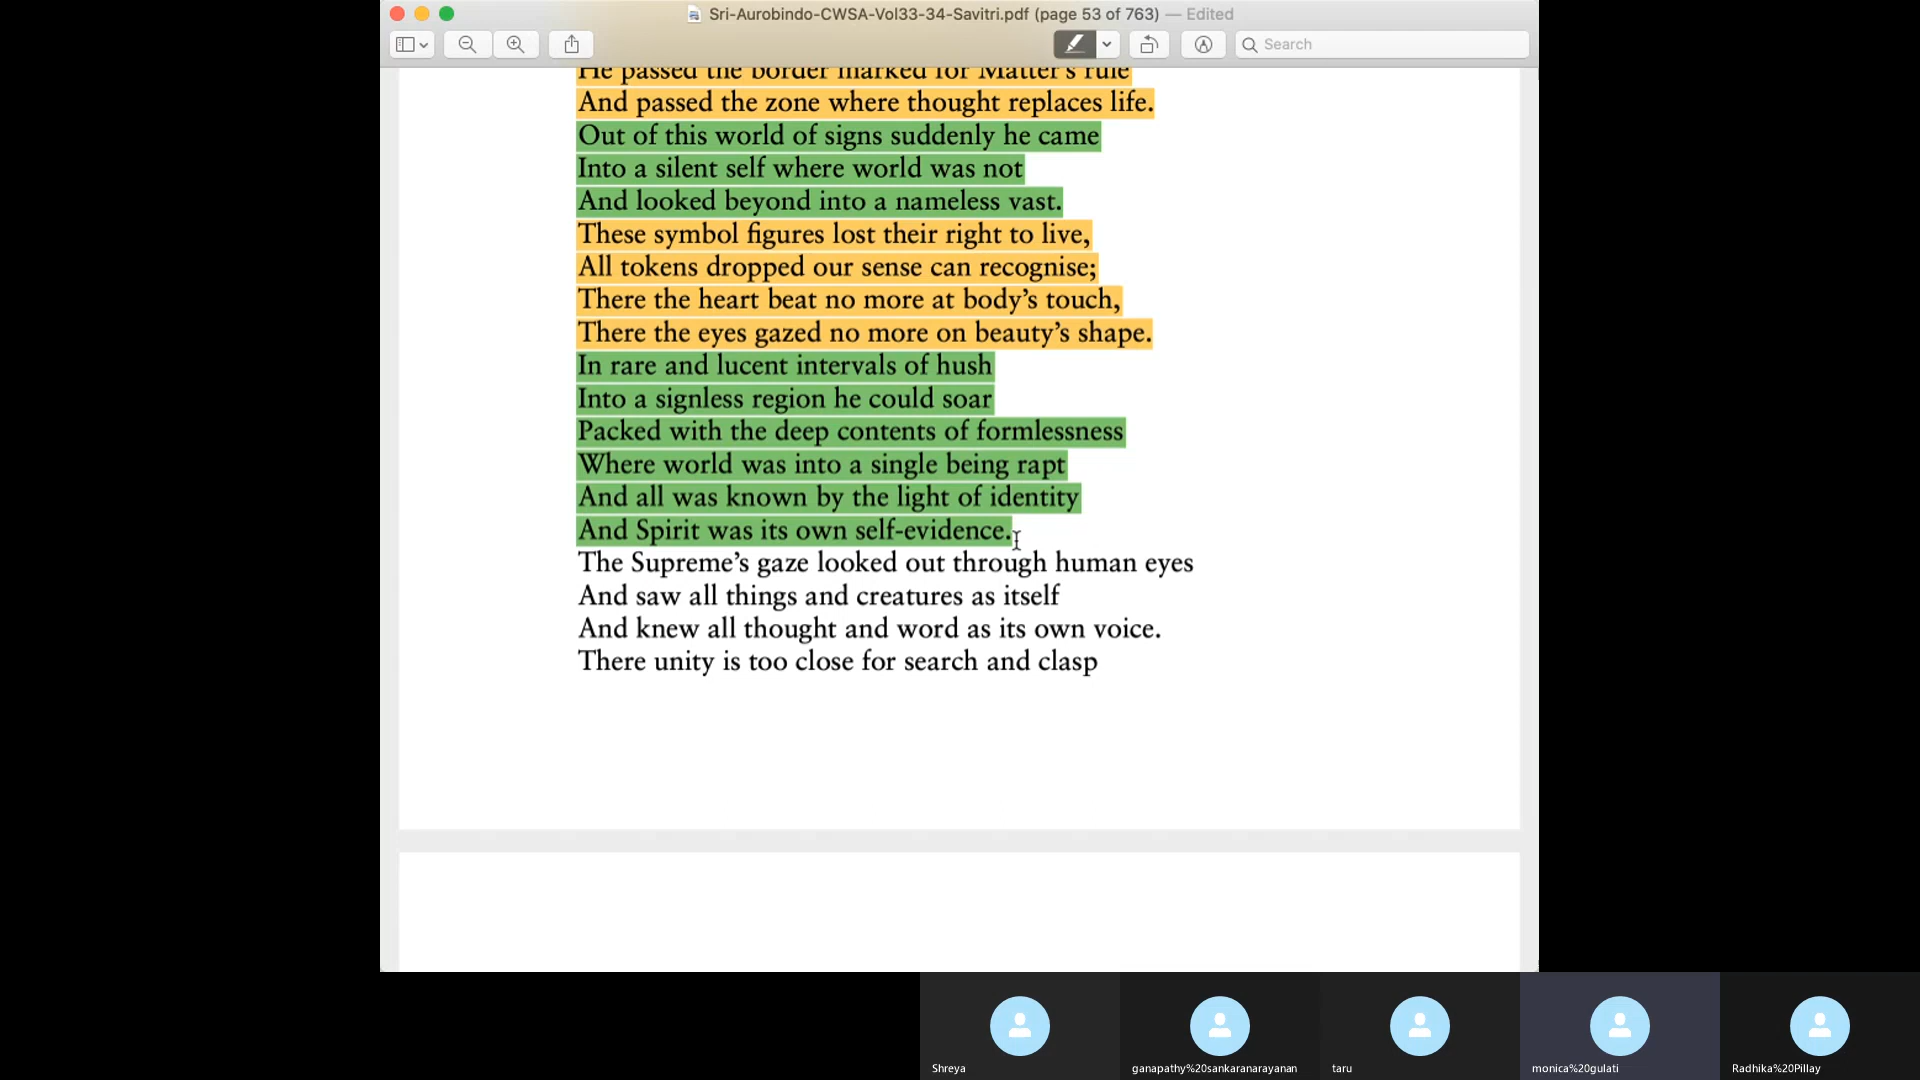 Sri-Aurobindo-CWSA-Vol33-34-Savitri.pdf (page 53 of 763) — Edited
Search
He passed the border marked for Matter's rule
And passed the zone where thought replaces life.
Out of this world of signs suddenly he came
Into a silent self where world was not
And looked beyond into a nameless vast.
These symbol figures lost their right to live,
All tokens dropped our sense can recognise;
There the heart beat no more at body's touch,
There the eyes gazed no more on beauty's shape.
In rare and lucent intervals of hush
Into a signless region he could soar
Packed with the deep contents of formlessness
Where world was into a single being rapt
And all was known by the light of identity
And Spirit was its own self-evidence.
The Supreme's gaze looked out through human eyes
And saw all things and creatures as itself
And knew all thought and word as its own voice.
There unity is too close for search and clasp
Shreya
ganapathy%20sankaranarayanan
taru
monica%20gulati
Radhika%20Pillay